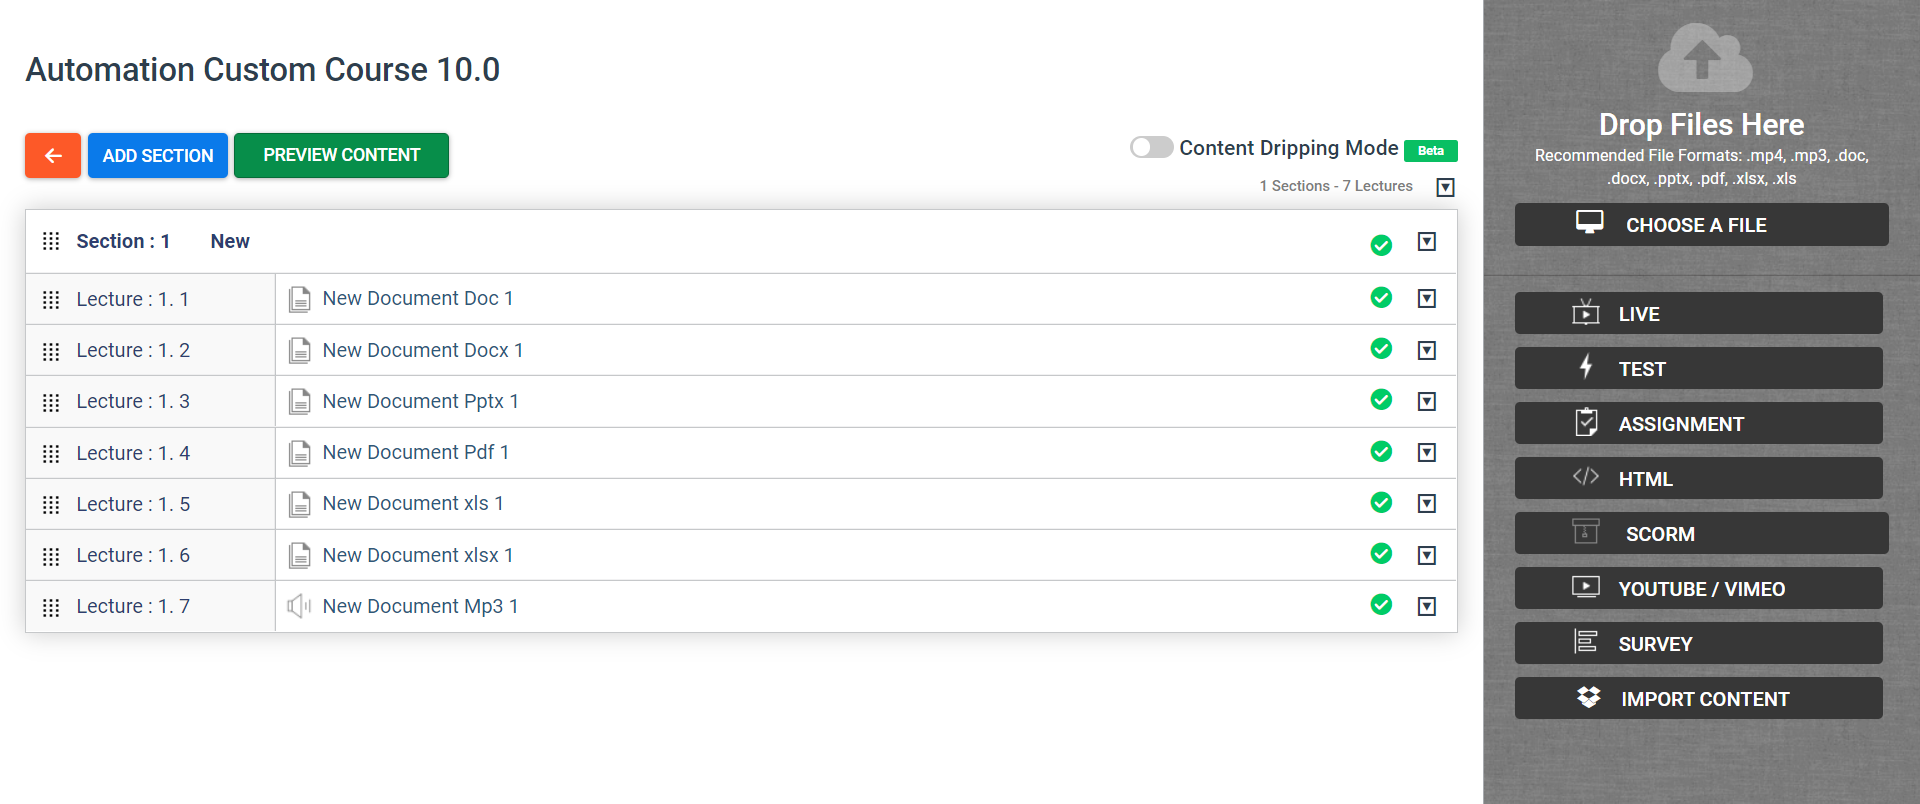 Automation Custom Course 10.0
ADD SECTION
PREVIEW CONTENT
Content Dripping Mode Beta
1 Sections - 7 Lectures
Section : 1 New
Lecture : 1. 1 New Document Doc 1
Lecture : 1. 2 New Document Docx 1
Lecture : 1. 3 New Document Pptx 1
Lecture : 1. 4 New Document Pdf 1
Lecture : 1. 5 New Document xls 1
Lecture : 1. 6 New Document xlsx 1
Lecture : 1. 7 New Document Mp3 1
Drop Files Here
Recommended File Formats: .mp4, .mp3, .doc,
.docx, .pptx, .pdf, .xlsx, .xls
CHOOSE A FILE
LIVE
TEST
ASSIGNMENT
HTML
SCORM
YOUTUBE / VIMEO
SURVEY
IMPORT CONTENT